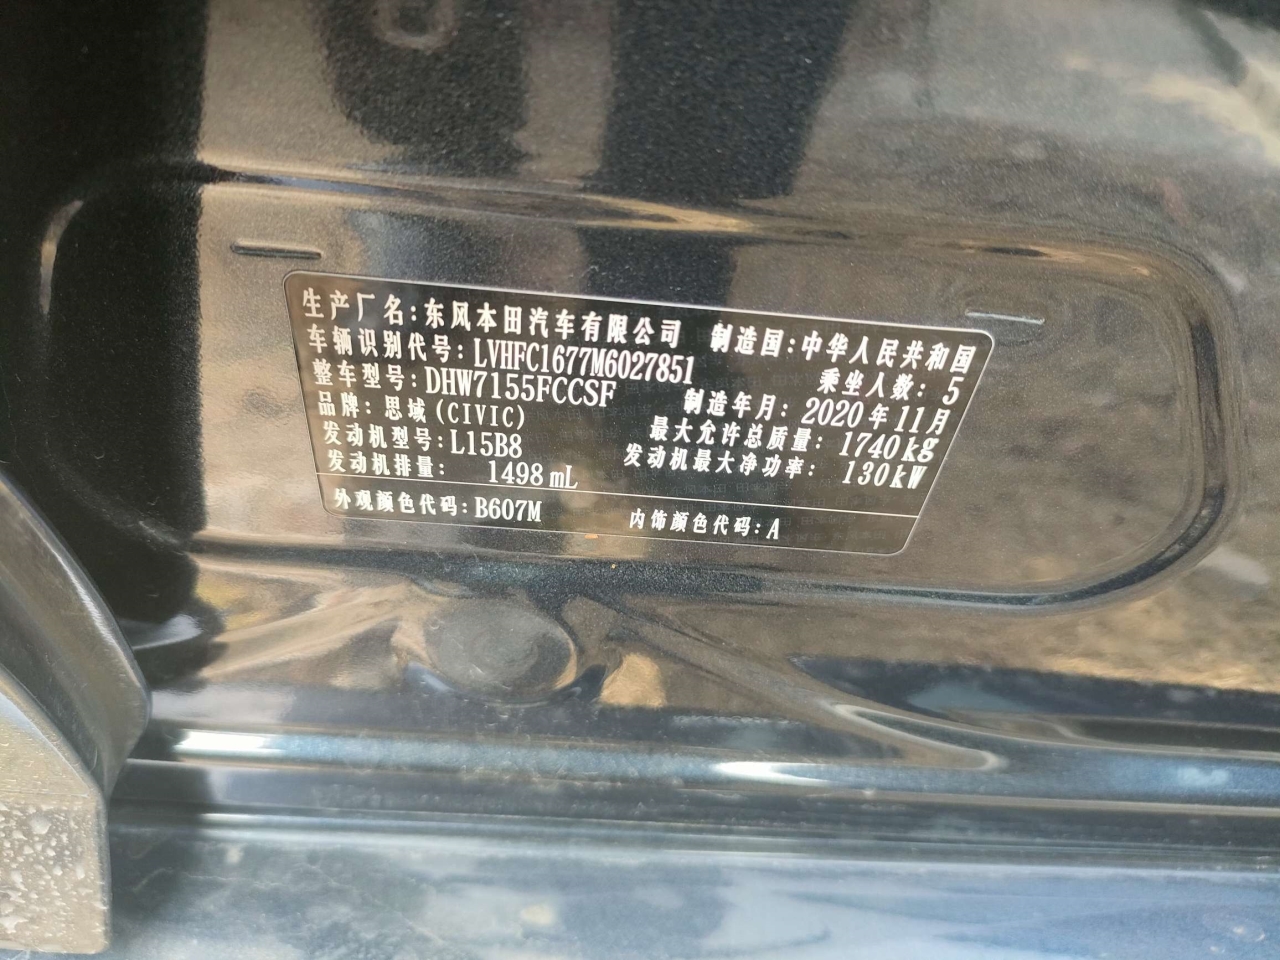 生产厂名：东风本田汽车有限公司 制造国：中华人民共和国
车辆识别代号：LVHFC1677M6027851 乘坐人数：5
整车型号：DHW7155FCCSF 制造年月：2020年11月
品牌：思域(CIVIC) 最大允许总质量：1740kg
发动机型号：L15B8 发动机最大净功率：130kW
发动机排量：1498mL
外观颜色代码：B607M 内饰颜色代码：A